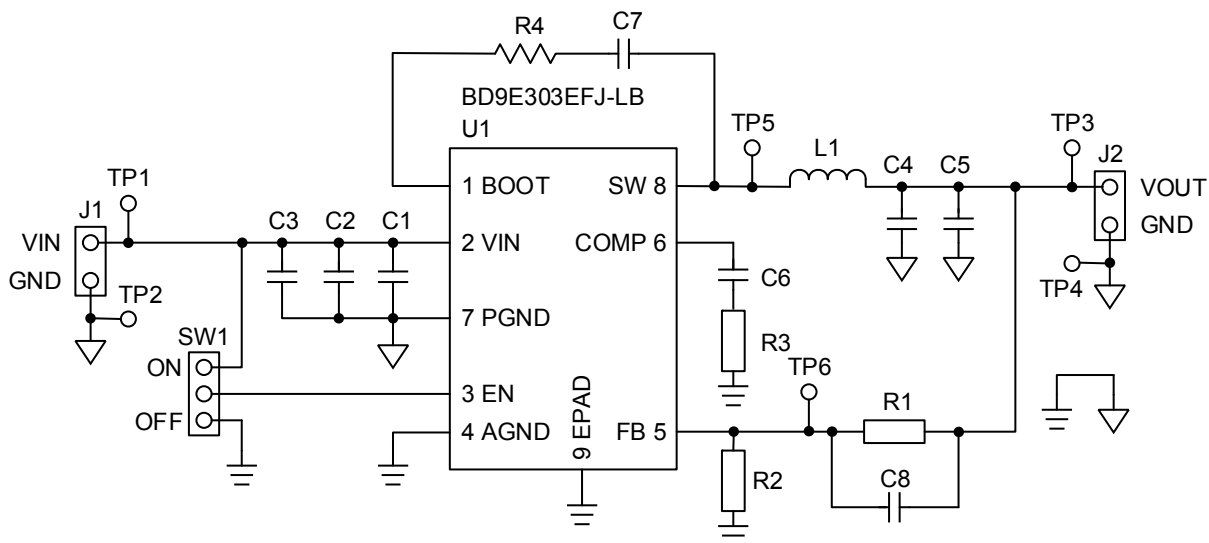 R4
C7
BD9E303EFJ-LB
U1
1 BOOT
SW 8
TP5
L1
C4
C5
TP3
J2
VOUT
GND
TP4
TP1
J1
VIN
GND
TP2
C3
C2
C1
2 VIN
COMP 6
C6
7 PGND
R3
SW1
ON
OFF
3 EN
4 AGND
9 EPAD
FB 5
TP6
R1
R2
C8